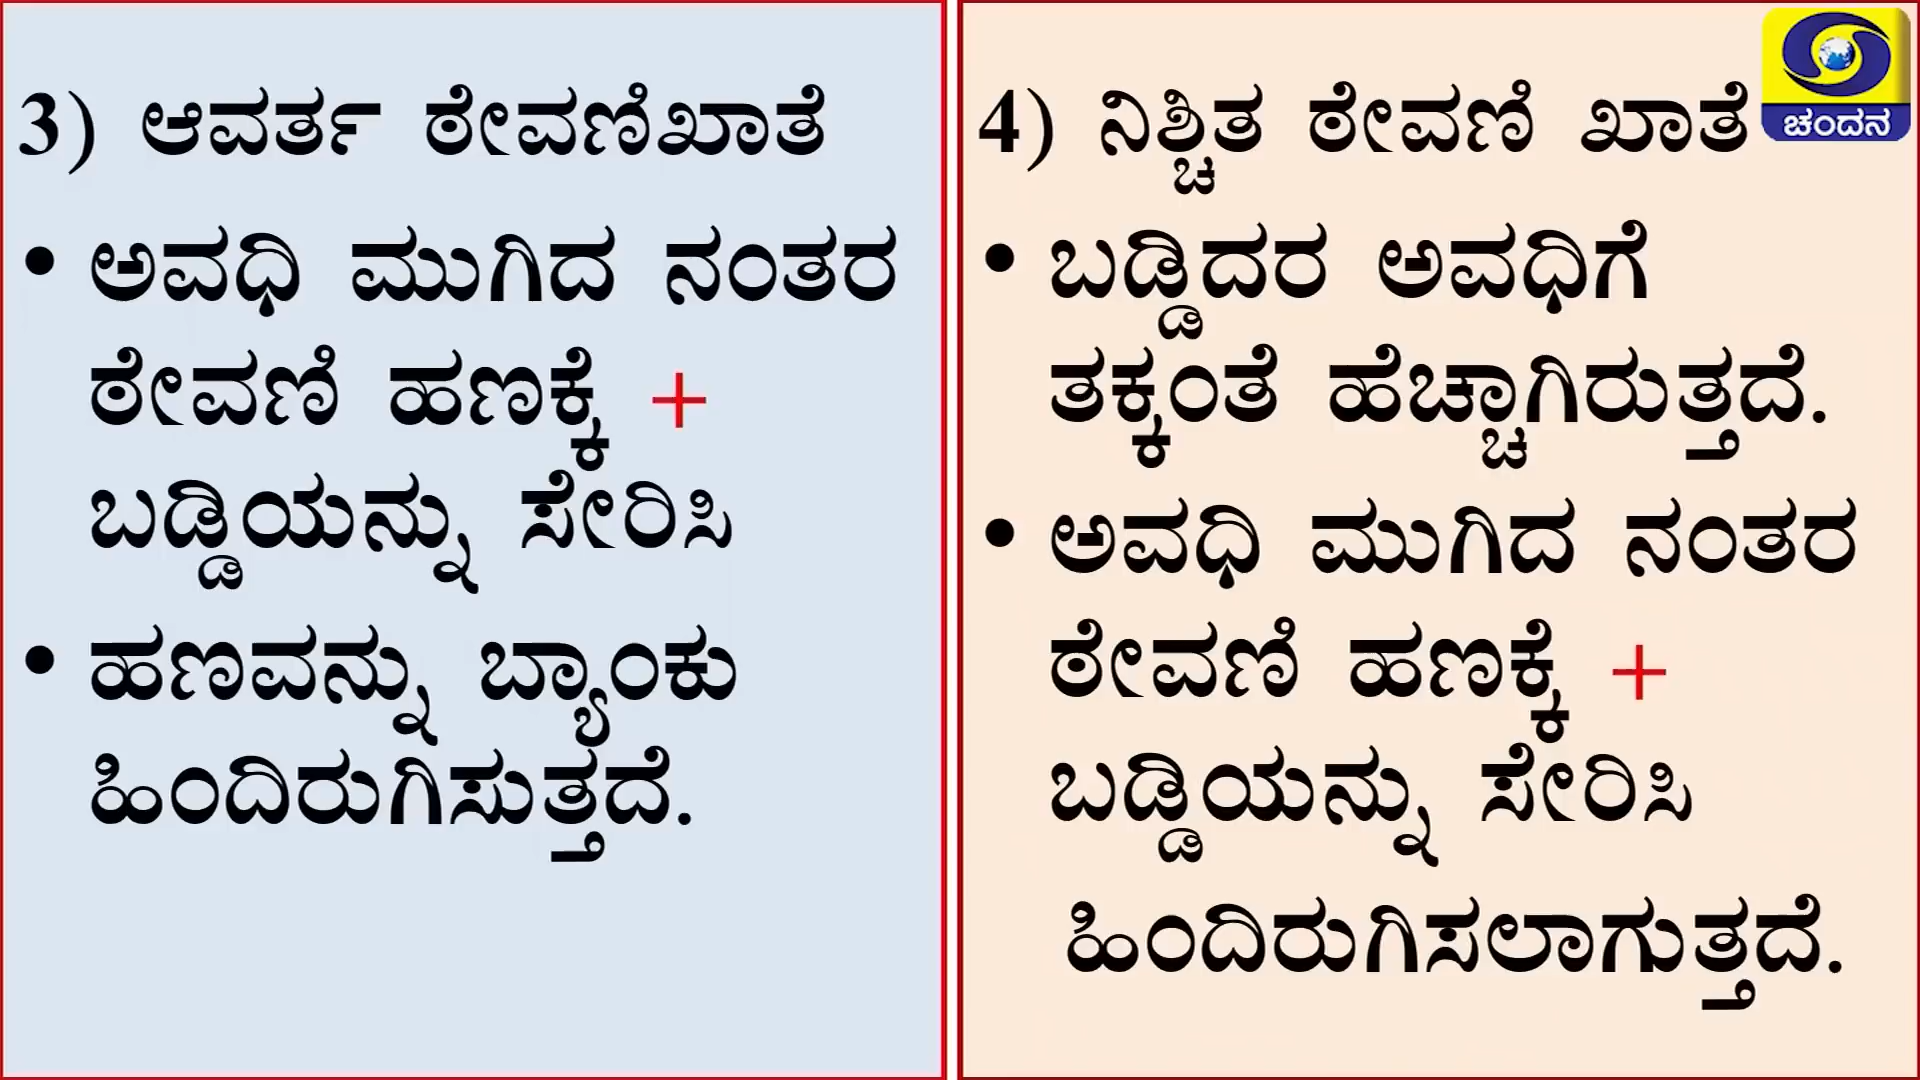 3) ಆವರ್ತ ಠೇವಣಿಖಾತೆ
• ಅವಧಿ ಮುಗಿದ ನಂತರ
ಠೇವಣಿ ಹಣಕ್ಕೆ +
ಬಡ್ಡಿಯನ್ನು ಸೇರಿಸಿ
• ಹಣವನ್ನು ಬ್ಯಾಂಕು
ಹಿಂದಿರುಗಿಸುತ್ತದೆ.
4) ನಿಶ್ಚಿತ ಠೇವಣಿ ಖಾತೆ
• ಬಡ್ಡಿದರ ಅವಧಿಗೆ
ತಕ್ಕಂತೆ ಹೆಚ್ಚಾಗಿರುತ್ತದೆ.
• ಅವಧಿ ಮುಗಿದ ನಂತರ
ಠೇವಣಿ ಹಣಕ್ಕೆ +
ಬಡ್ಡಿಯನ್ನು ಸೇರಿಸಿ
ಹಿಂದಿರುಗಿಸಲಾಗುತ್ತದೆ.
ಚಂದನ